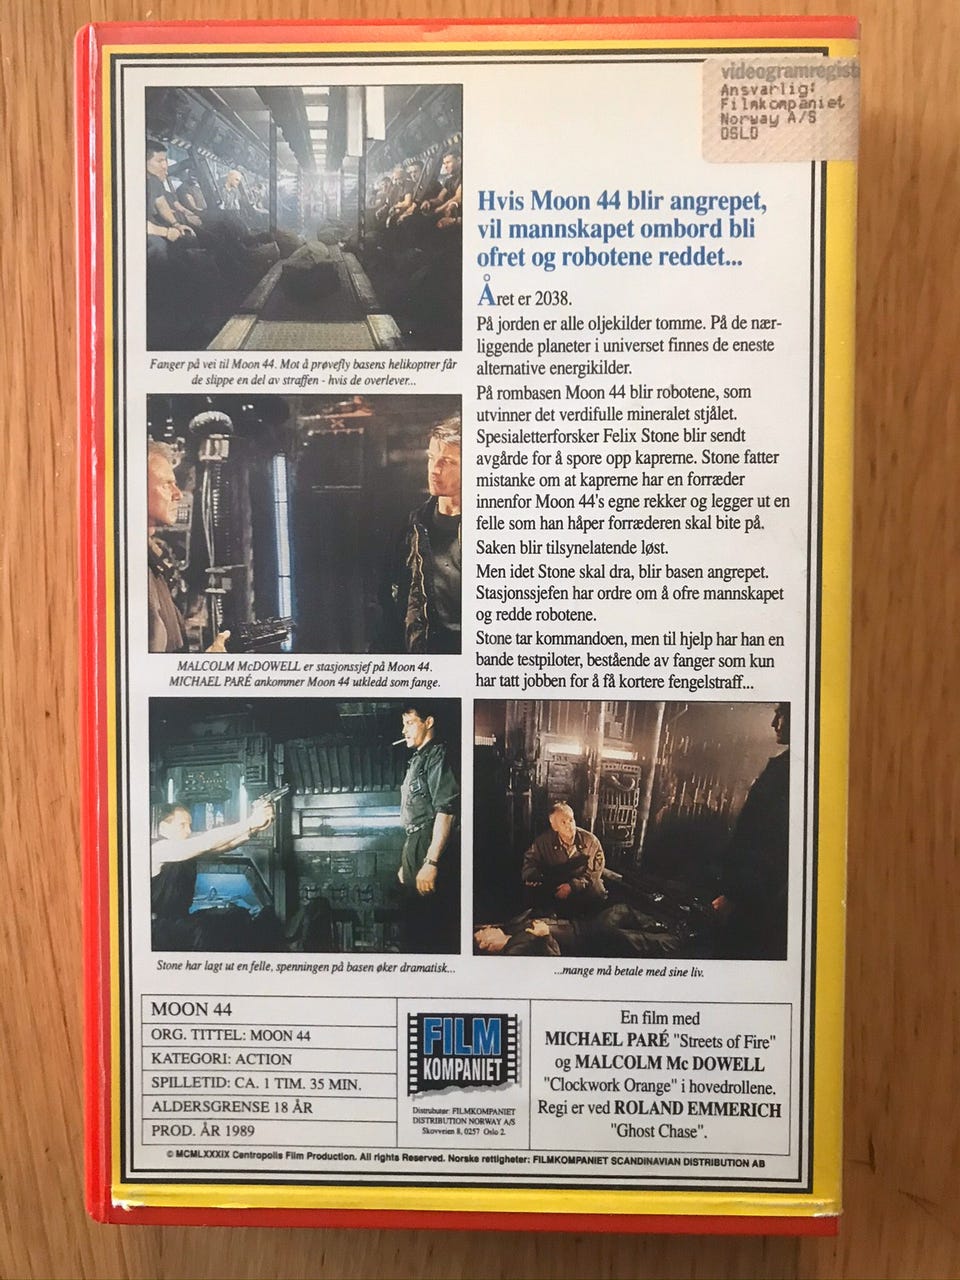 videogramregist
Ansvarlig:
Filmkompaniet
Norway A/S
OSLO
Hvis Moon 44 blir angrepet,
vil mannskapet ombord bli
ofret og robotene reddet...
Året er 2038.
På jorden er alle oljekilder tomme. På de nær-
liggende planeter i universet finnes de eneste
alternative energikilder.
På rombasen Moon 44 blir robotene, som
utvinner det verdifulle mineralet stjålet.
Spesialetterforsker Felix Stone blir sendt
avgårde for å spore opp kaprerne. Stone fatter
mistanke om at kaprerne har en forræder
innenfor Moon 44's egne rekker og legger ut en
felle som han håper forræderen skal bite på.
Saken blir tilsynelatende løst.
Men idet Stone skal dra, blir basen angrepet.
Stasjonssjefen har ordre om å ofre mannskapet
og redde robotene.
Stone tar kommandoen, men til hjelp har han en
bande testpiloter, bestående av fanger som kun
har tatt jobben for å få kortere fengelstraff...
Fanger på vei til Moon 44. Mot å prøvefly basens helikoptrer får
de slippe en del av straffen - hvis de overlever...
MALCOLM McDOWELL er stasjonssjef på Moon 44.
MICHAEL PARÉ ankommer Moon 44 utkledd som fange.
Stone har lagt ut en felle, spenningen på basen øker dramatisk...
...mange må betale med sine liv.
MOON 44
ORG. TITTEL: MOON 44
KATEGORI: ACTION
SPILLETID: CA. 1 TIM. 35 MIN.
ALDERSGRENSE 18 ÅR
PROD. ÅR 1989
FILM
KOMPANIET
Distrubutør: FILMKOMPANIET
DISTRIBUTION NORWAY A/S
Skovveien 8, 0257 Oslo 2
En film med
MICHAEL PARÉ "Streets of Fire"
og MALCOLM Mc DOWELL
"Clockwork Orange" i hovedrollene.
Regi er ved ROLAND EMMERICH
"Ghost Chase".
© MCMLXXXIX Centropolis Film Production. All rights Reserved. Norske rettigheter: FILMKOMPANIET SCANDINAVIAN DISTRIBUTION AB